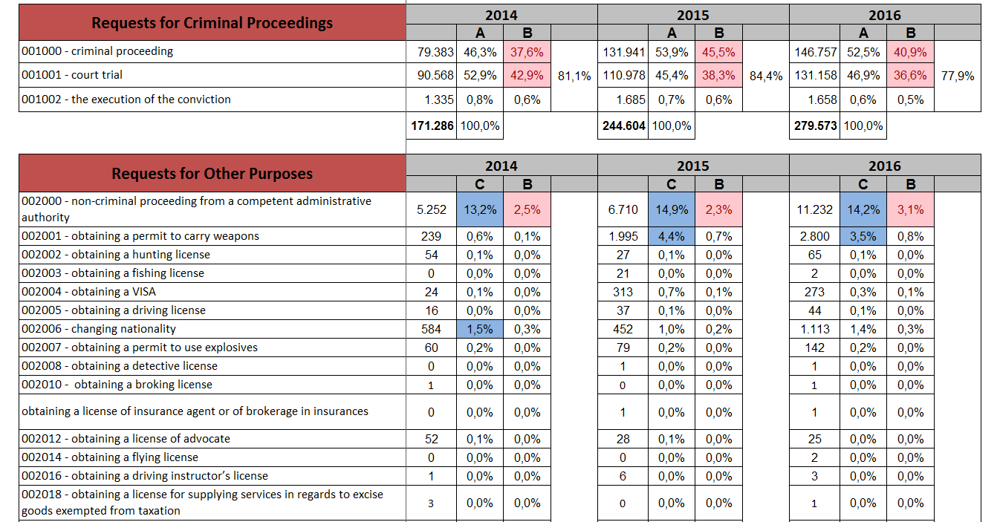 Requests for Criminal Proceedings 2014 2015 2016
A B A B A B
001000 - criminal proceeding 79.383 46,3% 37,6% 131.941 53,9% 45,5% 146.757 52,5% 40,9%
001001 - court trial 90.568 52,9% 42,9% 81,1% 110.978 45,4% 38,3% 84,4% 131.158 46,9% 36,6% 77,9%
001002 - the execution of the conviction 1.335 0,8% 0,6% 1.685 0,7% 0,6% 1.658 0,6% 0,5%
171.286 100,0% 244.604 100,0% 279.573 100,0%
Requests for Other Purposes 2014 2015 2016
C B C B C B
002000 - non-criminal proceeding from a competent administrative
authority 5.252 13,2% 2,5% 6.710 14,9% 2,3% 11.232 14,2% 3,1%
002001 - obtaining a permit to carry weapons 239 0,6% 0,1% 1.995 4,4% 0,7% 2.800 3,5% 0,8%
002002 - obtaining a hunting license 54 0,1% 0,0% 27 0,1% 0,0% 65 0,1% 0,0%
002003 - obtaining a fishing license 0 0,0% 0,0% 21 0,0% 0,0% 2 0,0% 0,0%
002004 - obtaining a VISA 24 0,1% 0,0% 313 0,7% 0,1% 273 0,3% 0,1%
002005 - obtaining a driving license 16 0,0% 0,0% 37 0,1% 0,0% 44 0,1% 0,0%
002006 - changing nationality 584 1,5% 0,3% 452 1,0% 0,2% 1.113 1,4% 0,3%
002007 - obtaining a permit to use explosives 60 0,2% 0,0% 79 0,2% 0,0% 142 0,2% 0,0%
002008 - obtaining a detective license 0 0,0% 0,0% 1 0,0% 0,0% 1 0,0% 0,0%
002010 - obtaining a broking license 1 0,0% 0,0% 0 0,0% 0,0% 1 0,0% 0,0%
obtaining a license of insurance agent or of brokerage in insurances 0 0,0% 0,0% 1 0,0% 0,0% 1 0,0% 0,0%
002012 - obtaining a license of advocate 52 0,1% 0,0% 28 0,1% 0,0% 25 0,0% 0,0%
002014 - obtaining a flying license 0 0,0% 0,0% 0 0,0% 0,0% 2 0,0% 0,0%
002016 - obtaining a driving instructor’s license 1 0,0% 0,0% 6 0,0% 0,0% 3 0,0% 0,0%
002018 - obtaining a license for supplying services in regards to excise
goods exempted from taxation 3 0,0% 0,0% 0 0,0% 0,0% 1 0,0% 0,0%